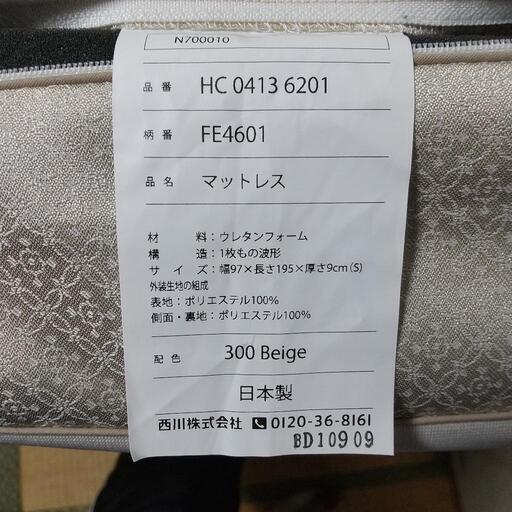 N700010
品番 HC 0413 6201
柄番 FE4601
品名 マットレス
材料：ウレタンフォーム
構造：1枚もの波形
サイズ：幅97×長さ195×厚さ9cm（S）
外装生地の組成
表地：ポリエステル100%
側面・裏地：ポリエステル100%
配色 300 Beige
日本製
西川株式会社 0120-36-8161
BD10909